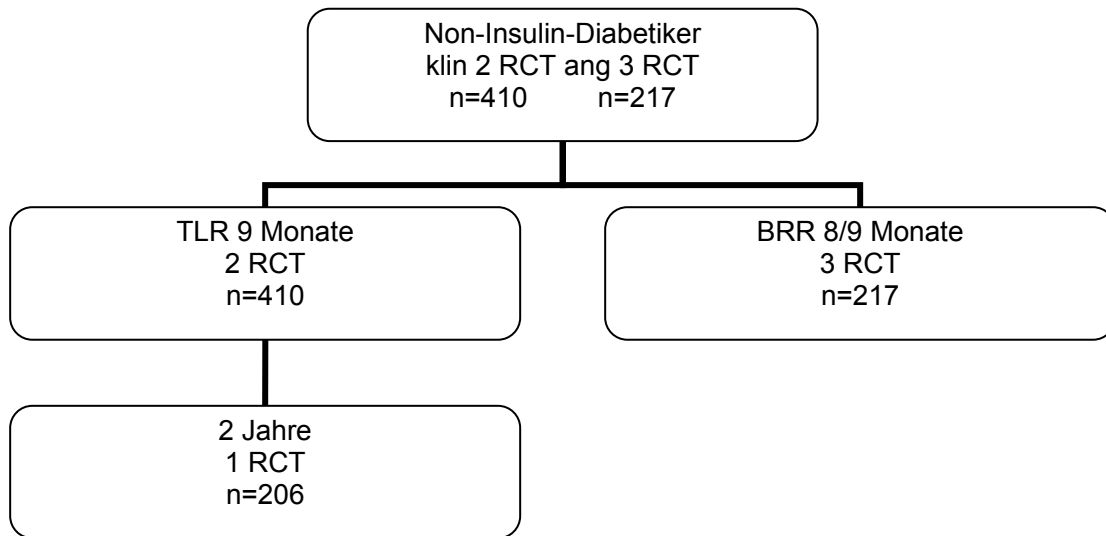 Non-Insulin-Diabetiker
klin 2 RCT ang 3 RCT
n=410 n=217
TLR 9 Monate
2 RCT
n=410
BRR 8/9 Monate
3 RCT
n=217
2 Jahre
1 RCT
n=206